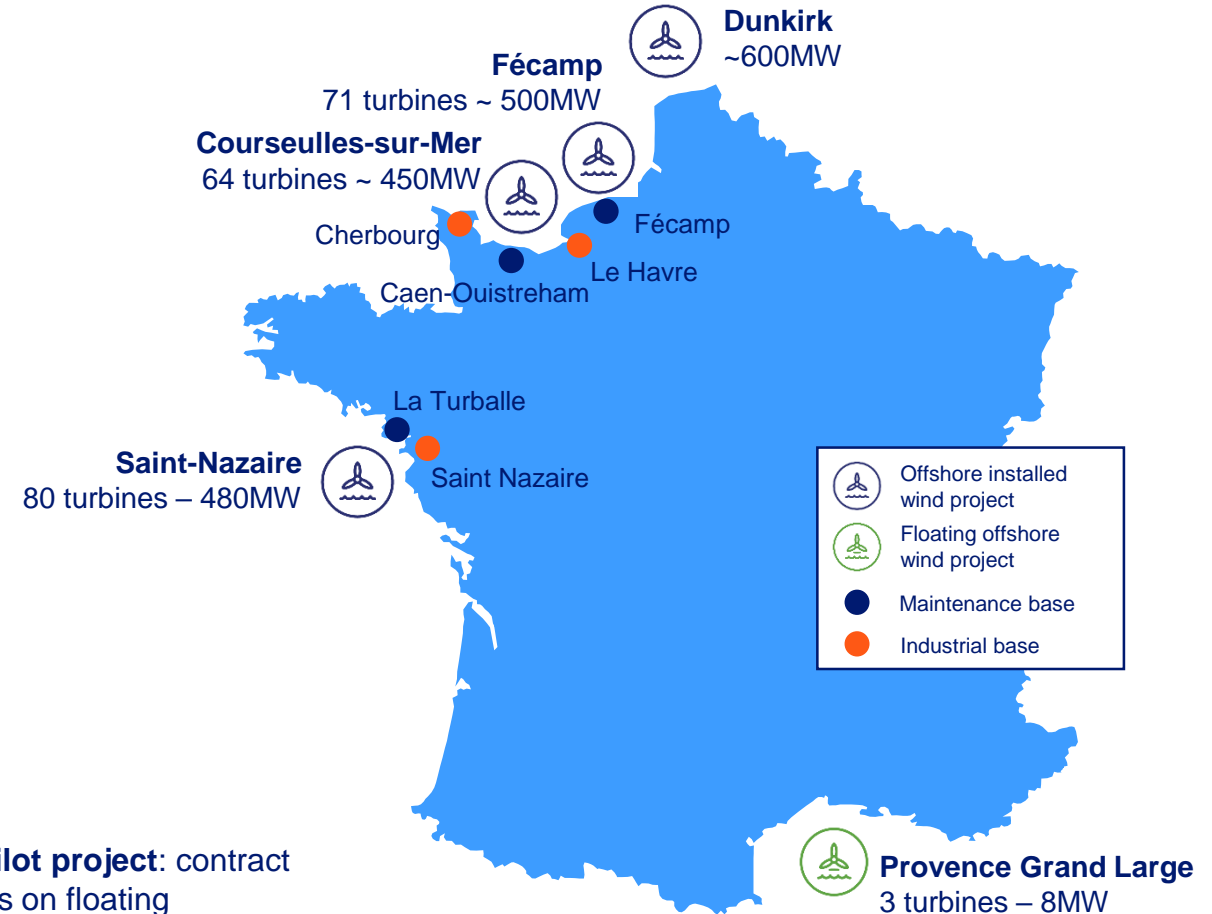 Dunkirk
~600MW
Fécamp
71 turbines ~ 500MW
Courseulles-sur-Mer
64 turbines ~ 450MW
Cherbourg
Fécamp
Le Havre
Caen-Ouistreham
La Turballe
Saint-Nazaire
80 turbines – 480MW
Saint Nazaire
Offshore installed
wind project
Floating offshore
wind project
Maintenance base
Industrial base
Provence Grand Large
3 turbines – 8MW
project: contract
on floating